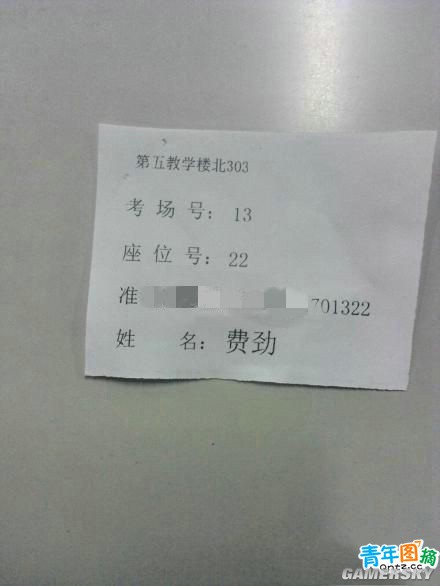 第五教学楼北303
考场号：13
座位号：22
准 701322
姓名：费劲
青年图摘
QNTZ.CC
GAMERSKY